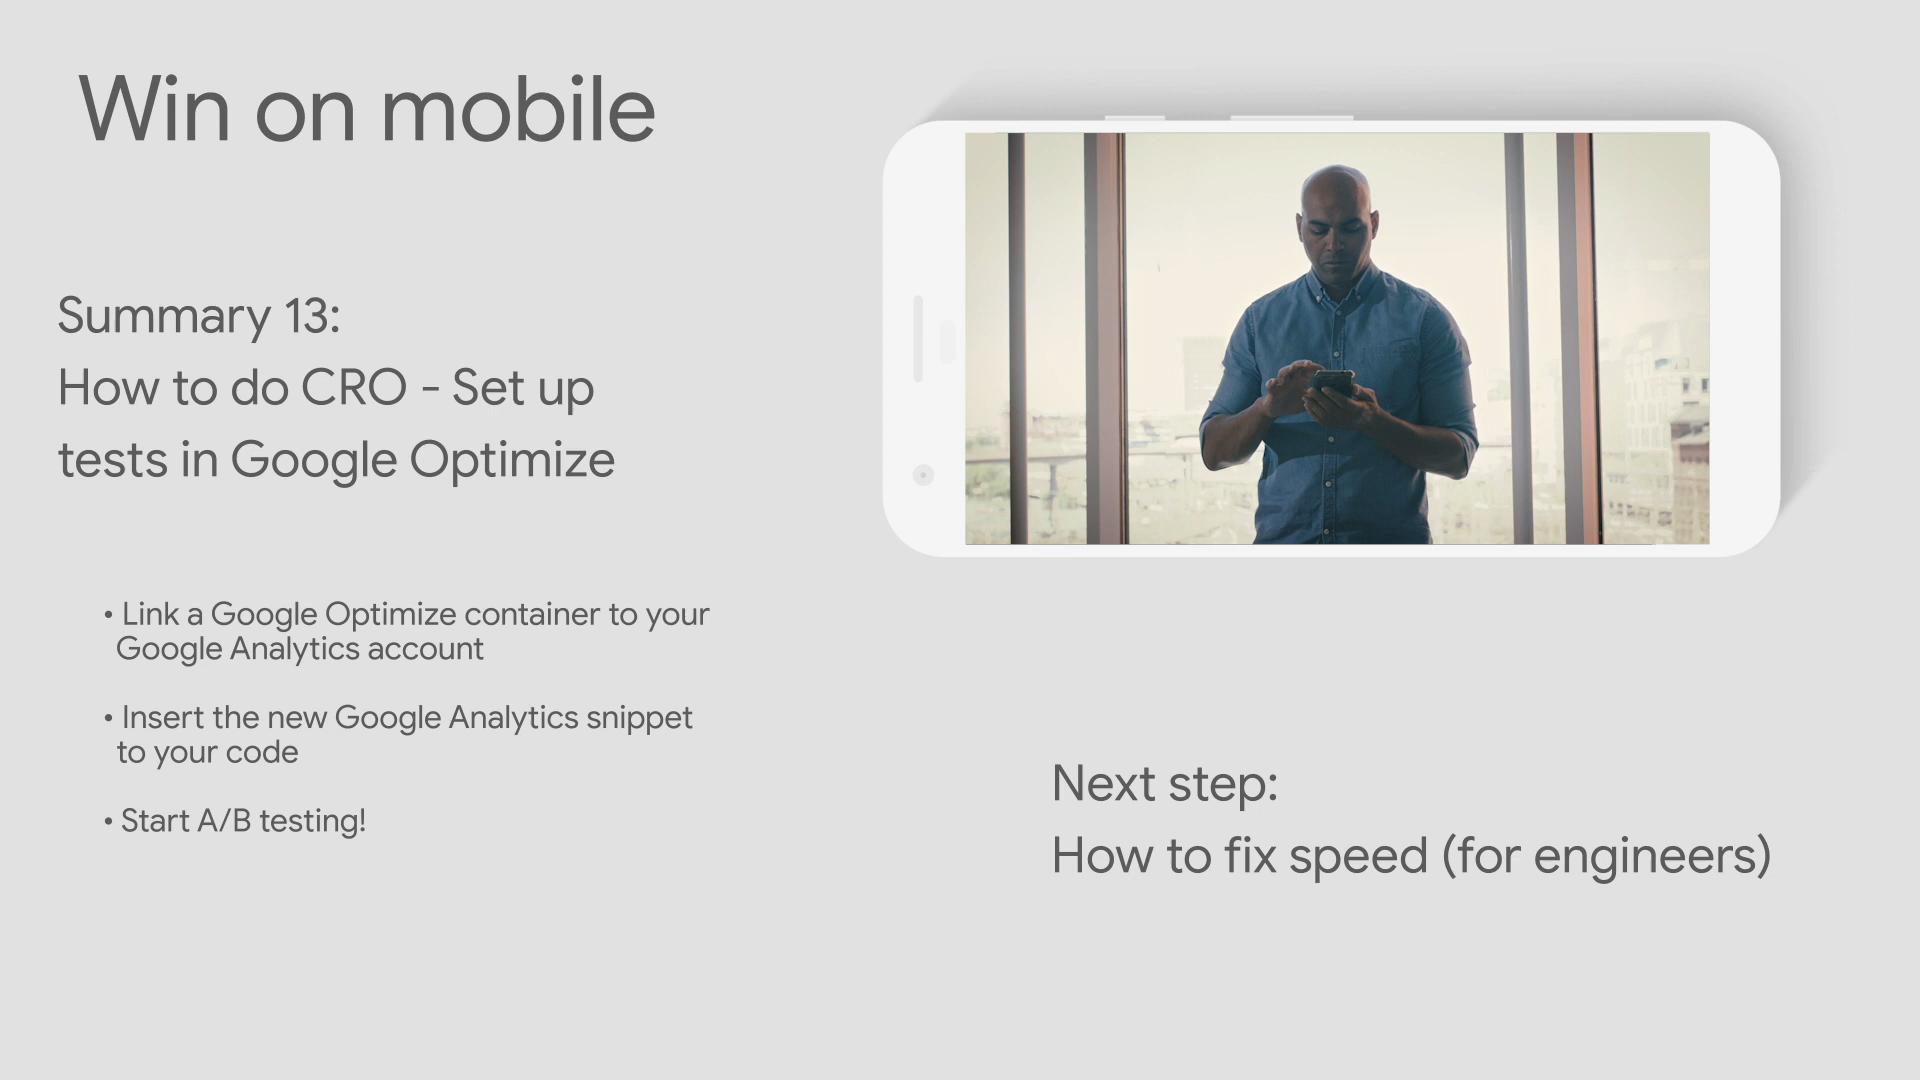 Win on mobile
Summary 13:
How to do CRO - Set up
tests in Google Optimize
• Link a Google Optimize container to your
Google Analytics account
• Insert the new Google Analytics snippet
to your code
• Start A/B testing!
Next step:
How to fix speed (for engineers)